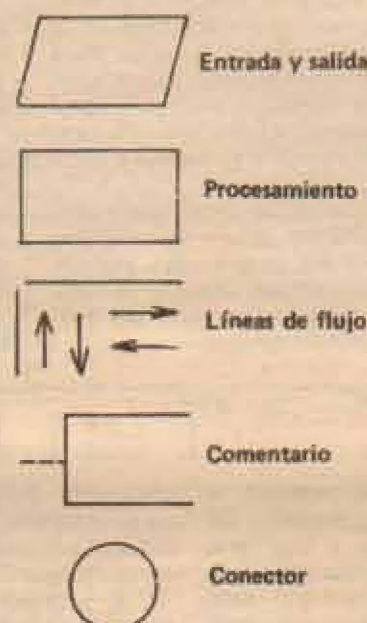 Entrada y salida
Procesamiento
Líneas de flujo
Comentario
Conector